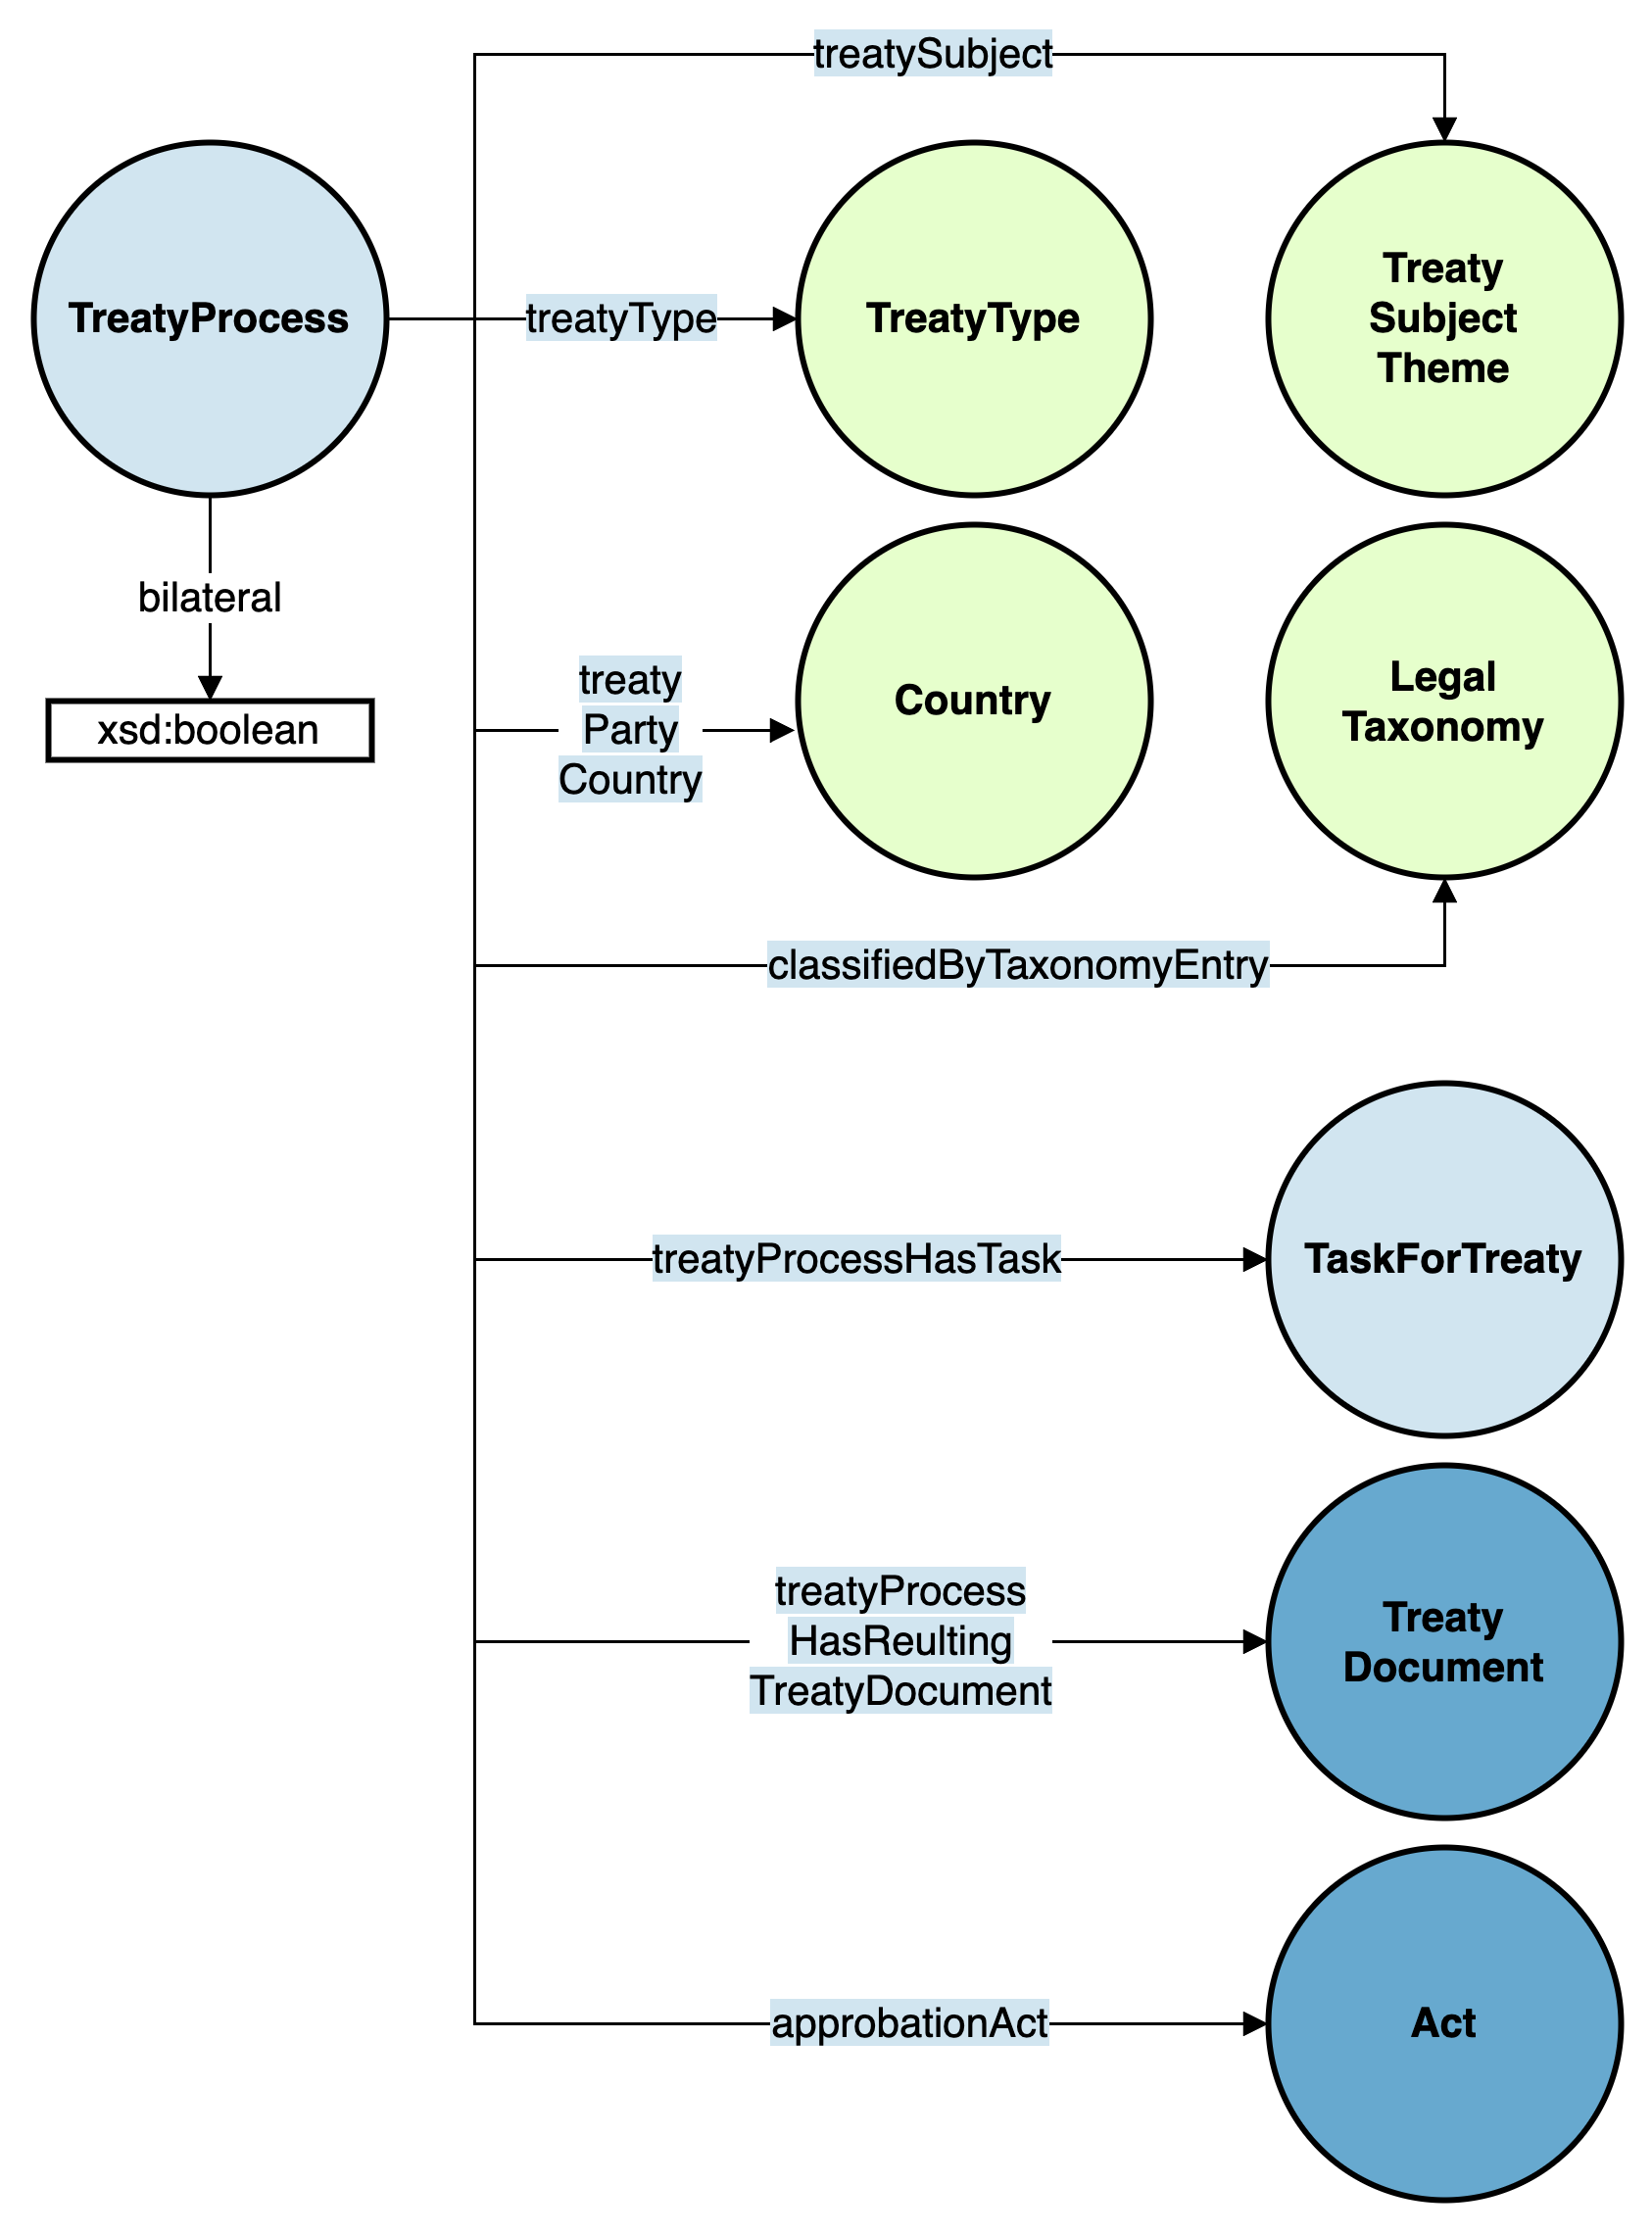 treatySubject
TreatyProcess
treatyType
TreatyType
Treaty
Subject
Theme
bilateral
xsd:boolean
treaty
Party
Country
Country
Legal
Taxonomy
classifiedByTaxonomyEntry
treatyProcessHasTask
TaskForTreaty
treatyProcess
HasReulting
TreatyDocument
Treaty
Document
approbationAct
Act